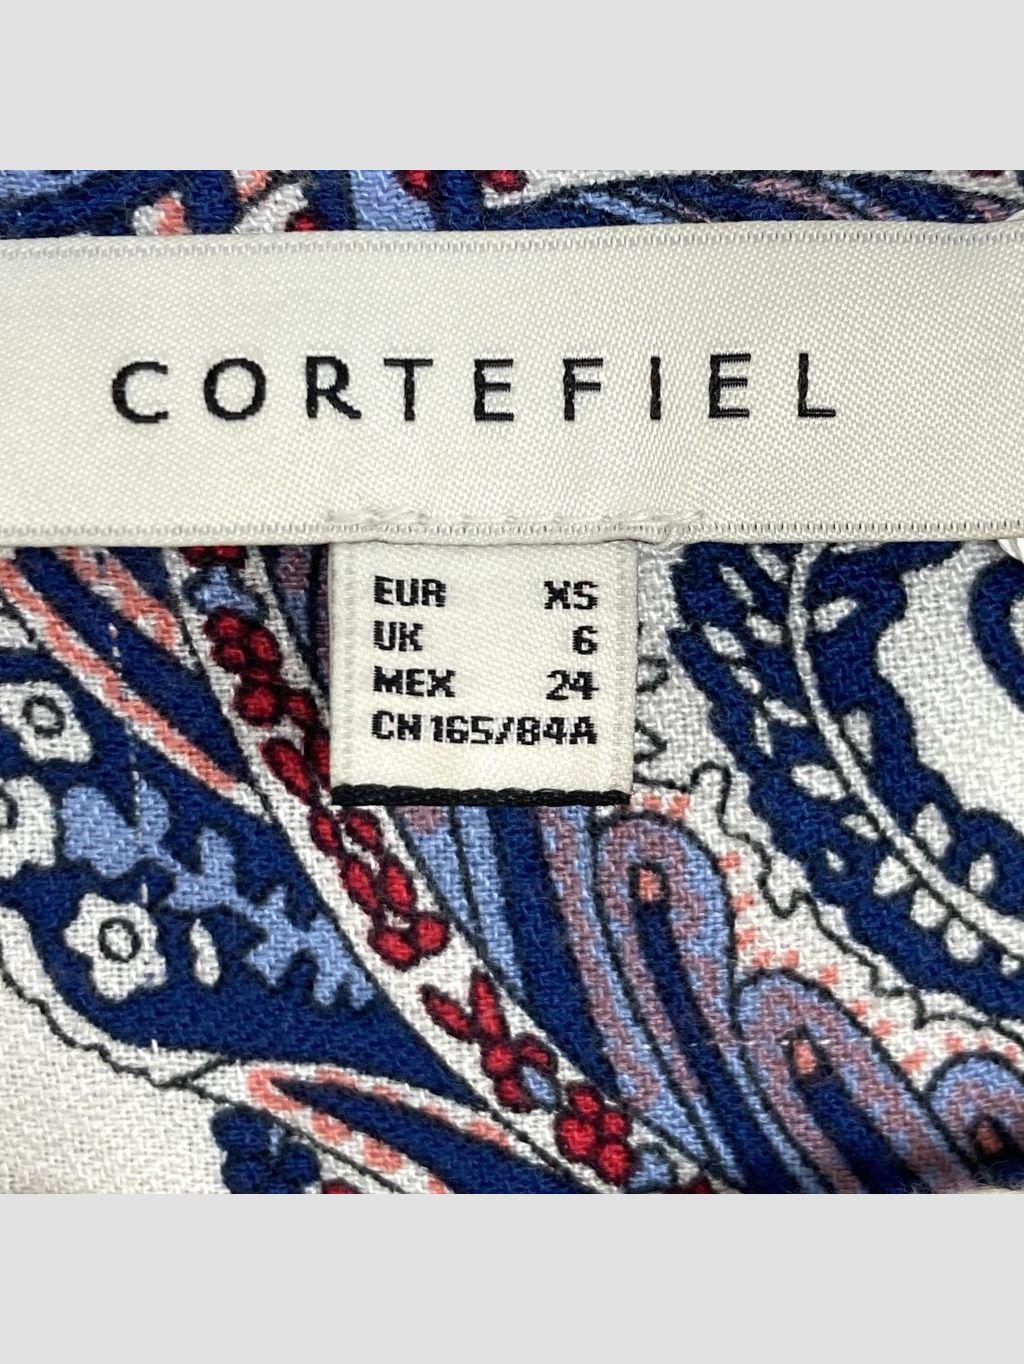 CORTEFIEL
EUR XS
UK 6
MEX 24
CN 165/84A